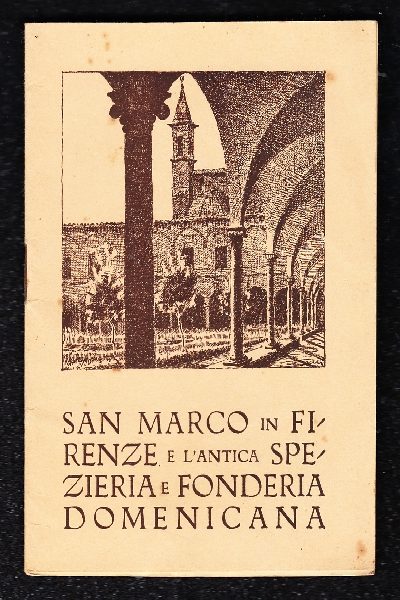 SAN MARCO IN FI-
RENZE E L'ANTICA SPE-
ZIERIA E FONDERIA
DOMENICANA